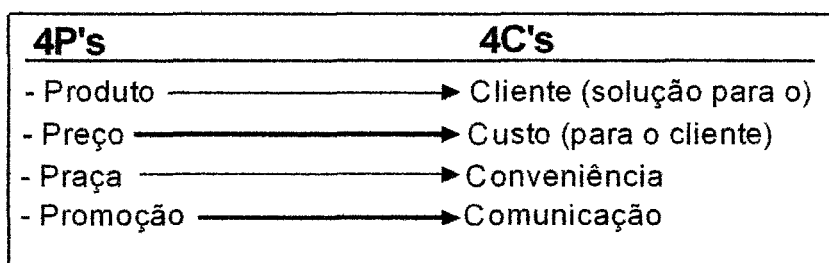 4P's 4C's
- Produto Cliente (solução para o)
- Preço Custo (para o cliente)
- Praça Conveniência
- Promoção Comunicação